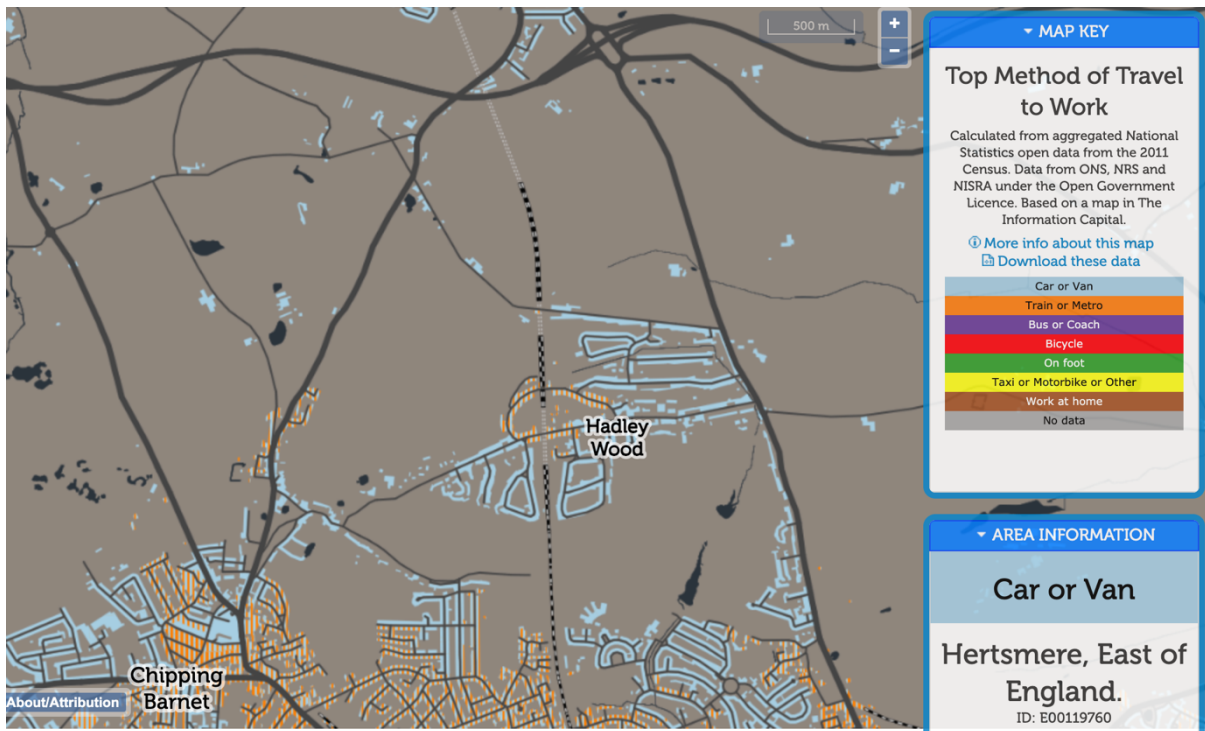 500 m
+
−
Hadley
Wood
Chipping
Barnet
About/Attribution
MAP KEY
Top Method of Travel
to Work
Calculated from aggregated National
Statistics open data from the 2011
Census. Data from ONS, NRS and
NISRA under the Open Government
Licence. Based on a map in The
Information Capital.
More info about this map
Download these data
Car or Van
Train or Metro
Bus or Coach
Bicycle
On foot
Taxi or Motorbike or Other
Work at home
No data
AREA INFORMATION
Car or Van
Hertsmere, East of
England.
ID: E00119760